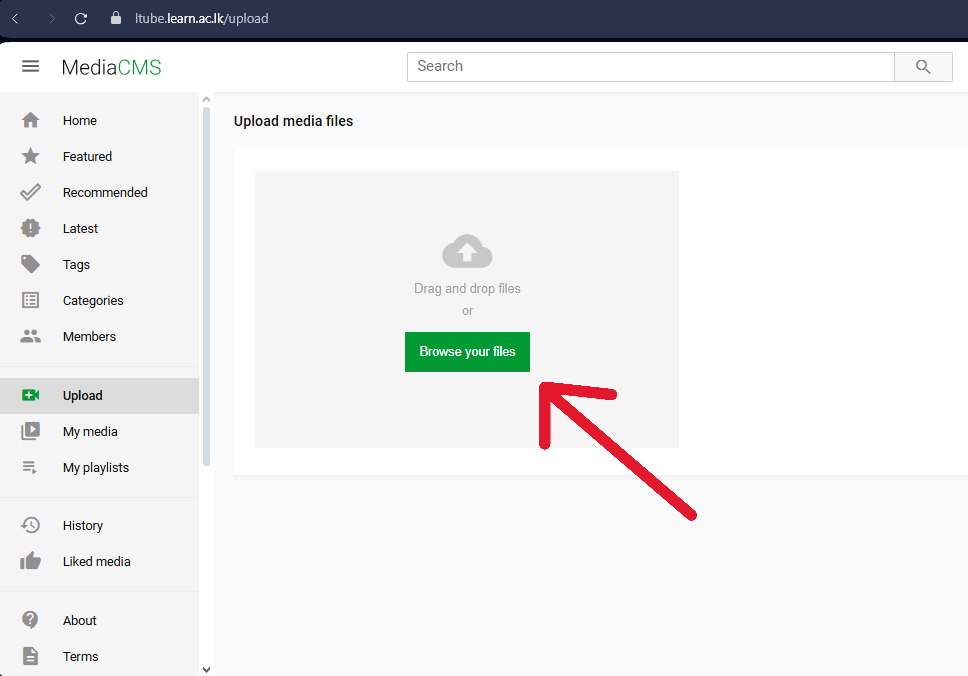 ltube.learn.ac.lk/upload
MediaCMS
Search
Home
Featured
Recommended
Latest
Tags
Categories
Members
Upload
My media
My playlists
History
Liked media
About
Terms
Upload media files
Drag and drop files
or
Browse your files